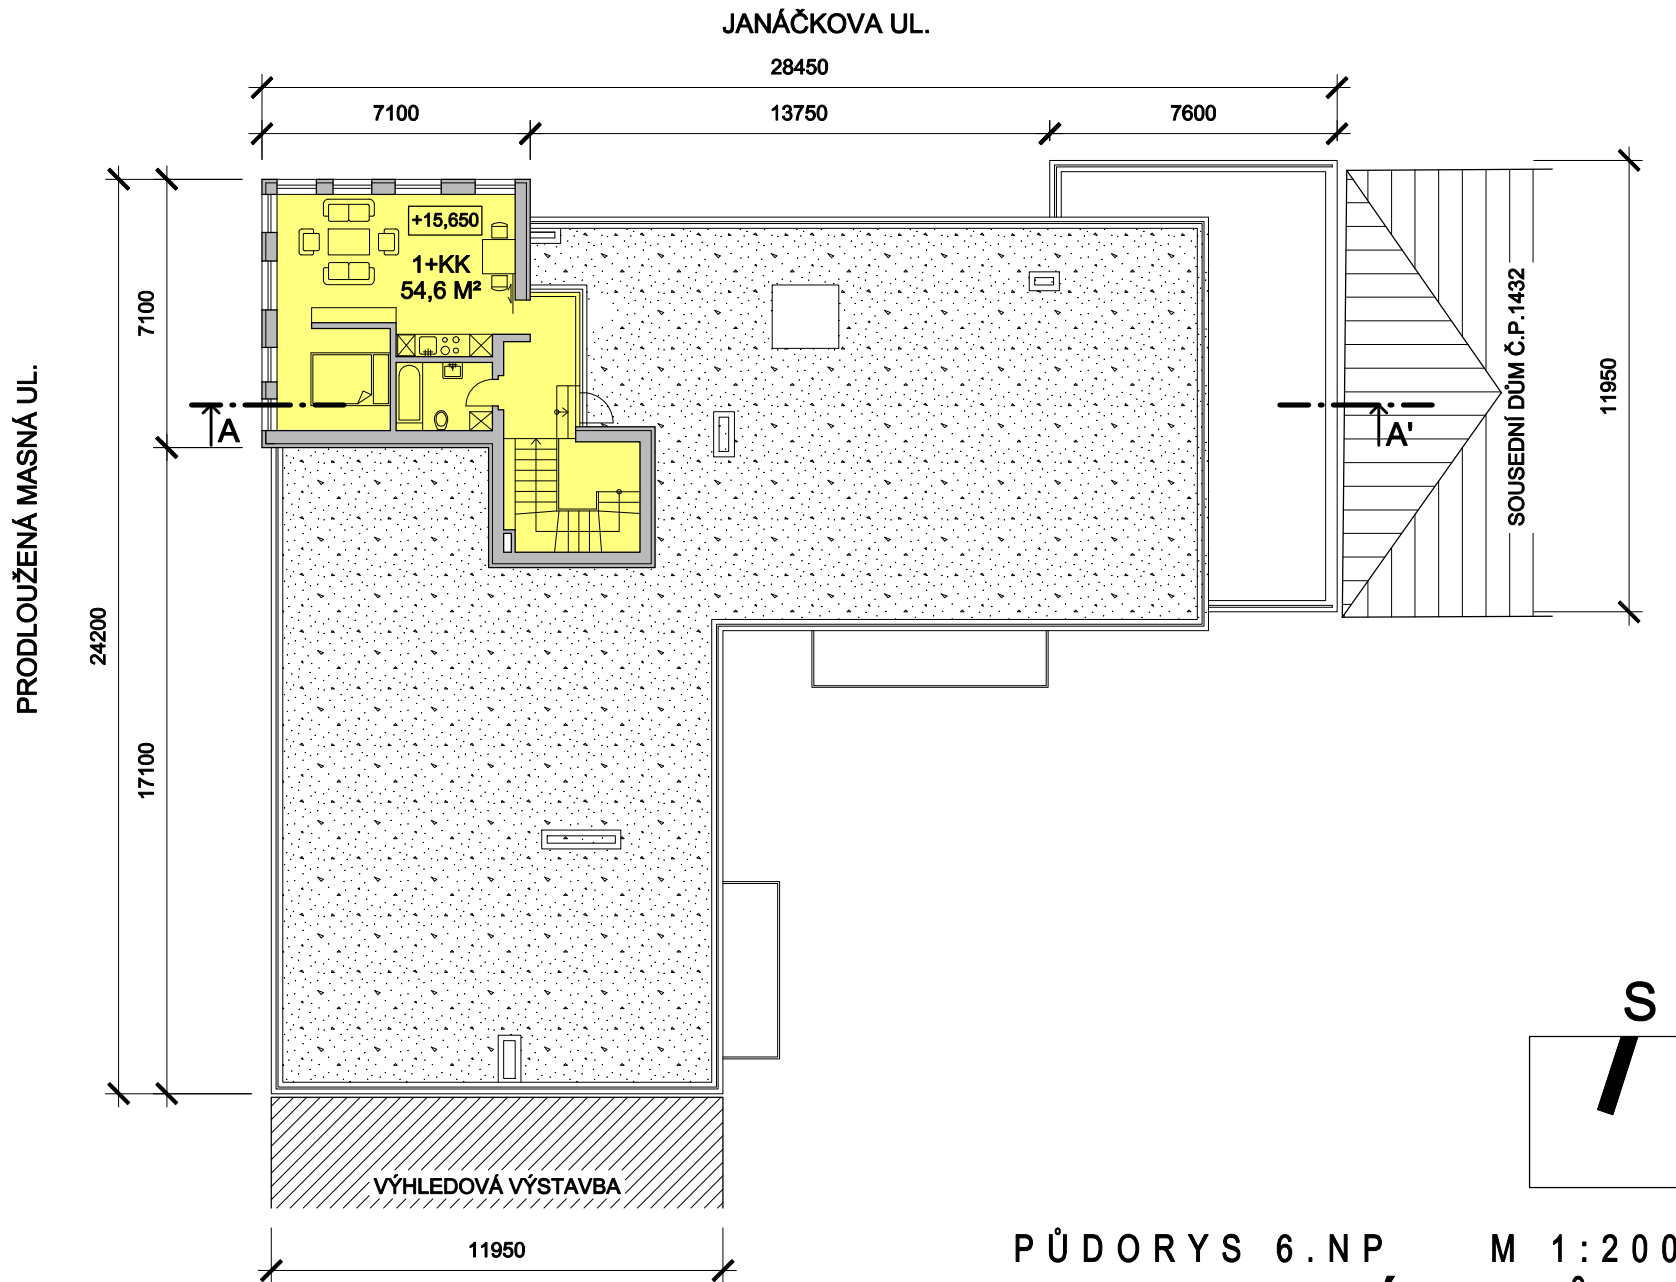 JANÁČKOVA UL.
28450
7100
13750
7600
+15,650
1+KK
54,6 M²
7100
SOUSEDNÍ DŮM Č.P.1432
11950
PRODLOUŽENÁ MASNÁ UL.
A
A'
24200
17100
S
VÝHLEDOVÁ VÝSTAVBA
11950
PŮDORYS 6.NP M 1:200